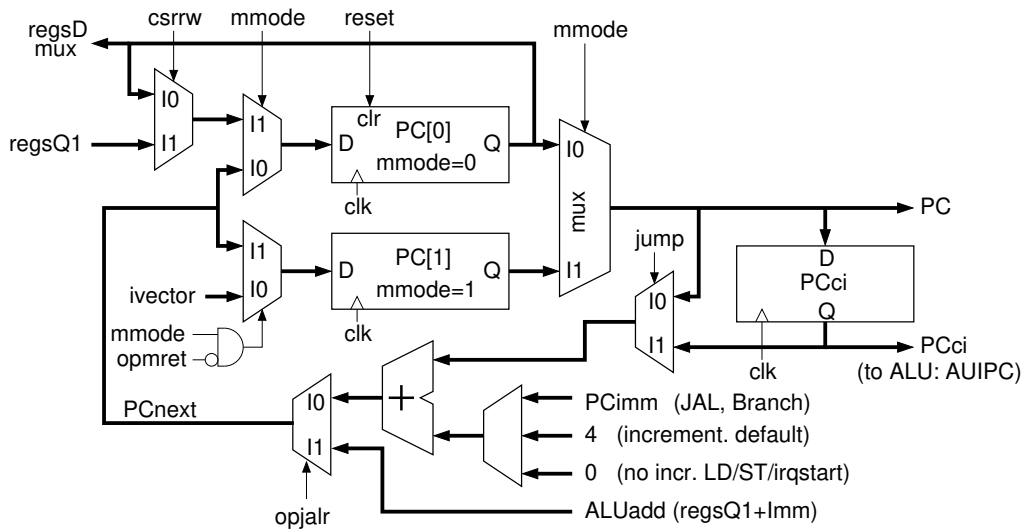 csrrw
mmode
reset
mmode
regsD
mux
regsQ1
I0
I1
I1
I0
clr
D
PC[0]
Q
mmode=0
clk
I0
mux
I1
PC
I1
I0
D
PC[1]
Q
mmode=1
clk
ivector
mmode
opmret
jump
I0
I1
D
PCci
Q
clk
PCci
(to ALU: AUIPC)
PCnext
I0
I1
+
opjalr
PCimm (JAL, Branch)
4 (increment. default)
0 (no incr. LD/ST/irqstart)
ALUadd (regsQ1+Imm)